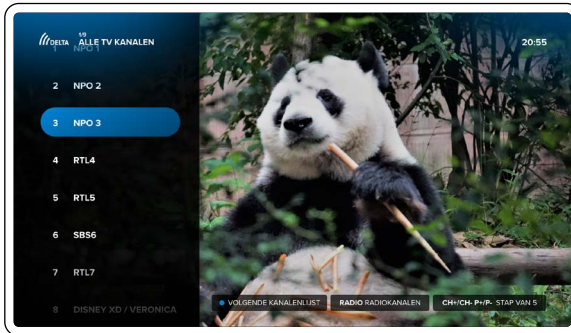 DELTA
1/9
ALLE TV KANALEN
20:55
1 NPO 1
2 NPO 2
3 NPO 3
4 RTL4
5 RTL5
6 SBS6
7 RTL7
8 DISNEY XD / VERONICA
VOLGENDE KANALENLIJST RADIO RADIOKANALEN CH+/CH- P+/P- STAP VAN 5